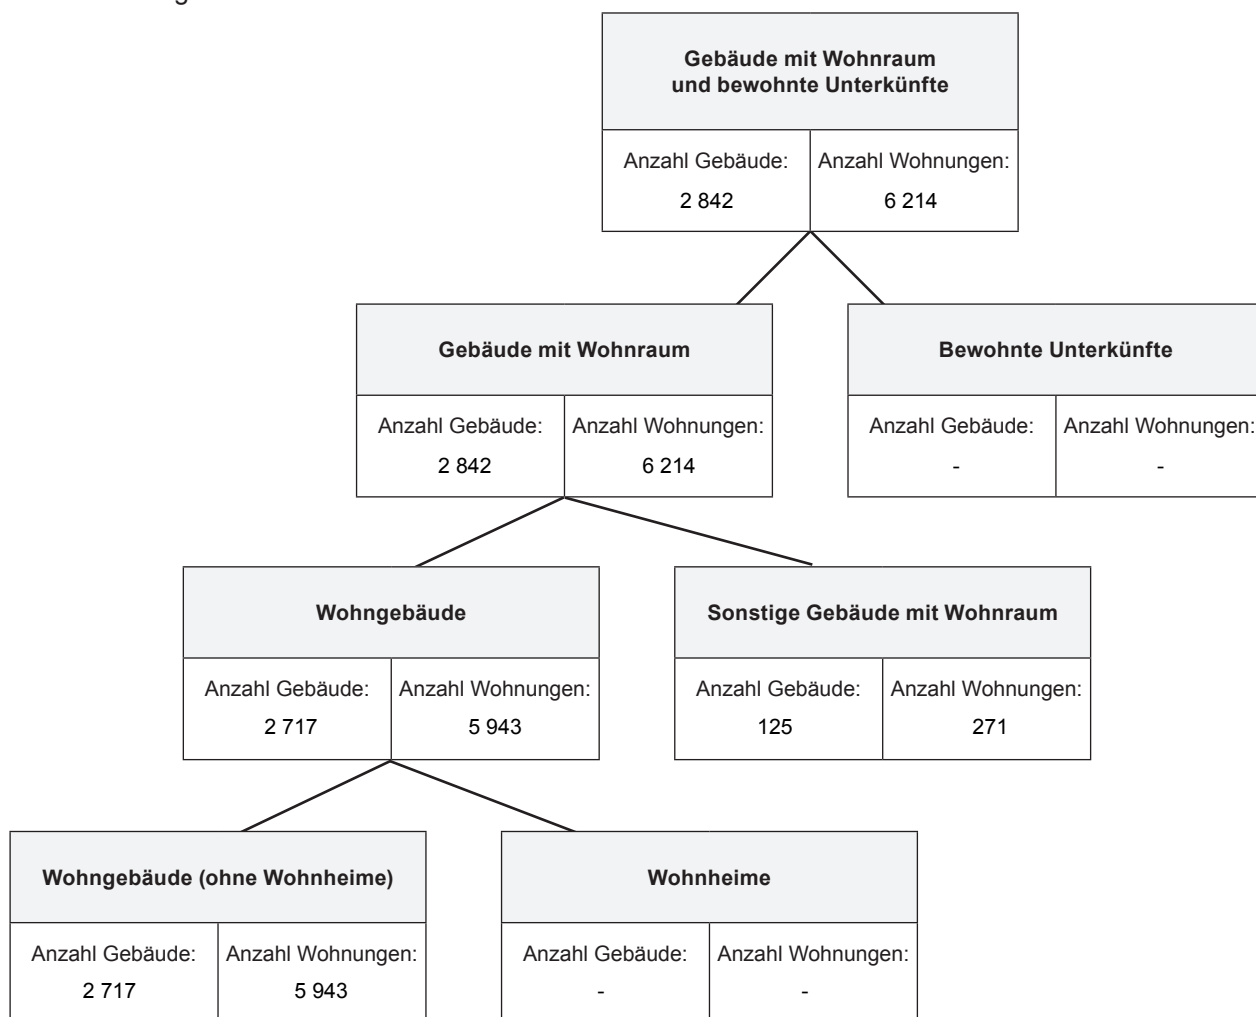 Gebäude mit Wohnraum
und bewohnte Unterkünfte
Anzahl Gebäude: Anzahl Wohnungen:
2 842 6 214
Gebäude mit Wohnraum
Anzahl Gebäude: Anzahl Wohnungen:
2 842 6 214
Bewohnte Unterkünfte
Anzahl Gebäude: Anzahl Wohnungen:
- -
Wohngebäude
Anzahl Gebäude: Anzahl Wohnungen:
2 717 5 943
Sonstige Gebäude mit Wohnraum
Anzahl Gebäude: Anzahl Wohnungen:
125 271
Wohngebäude (ohne Wohnheime)
Anzahl Gebäude: Anzahl Wohnungen:
2 717 5 943
Wohnheime
Anzahl Gebäude: Anzahl Wohnungen:
- -